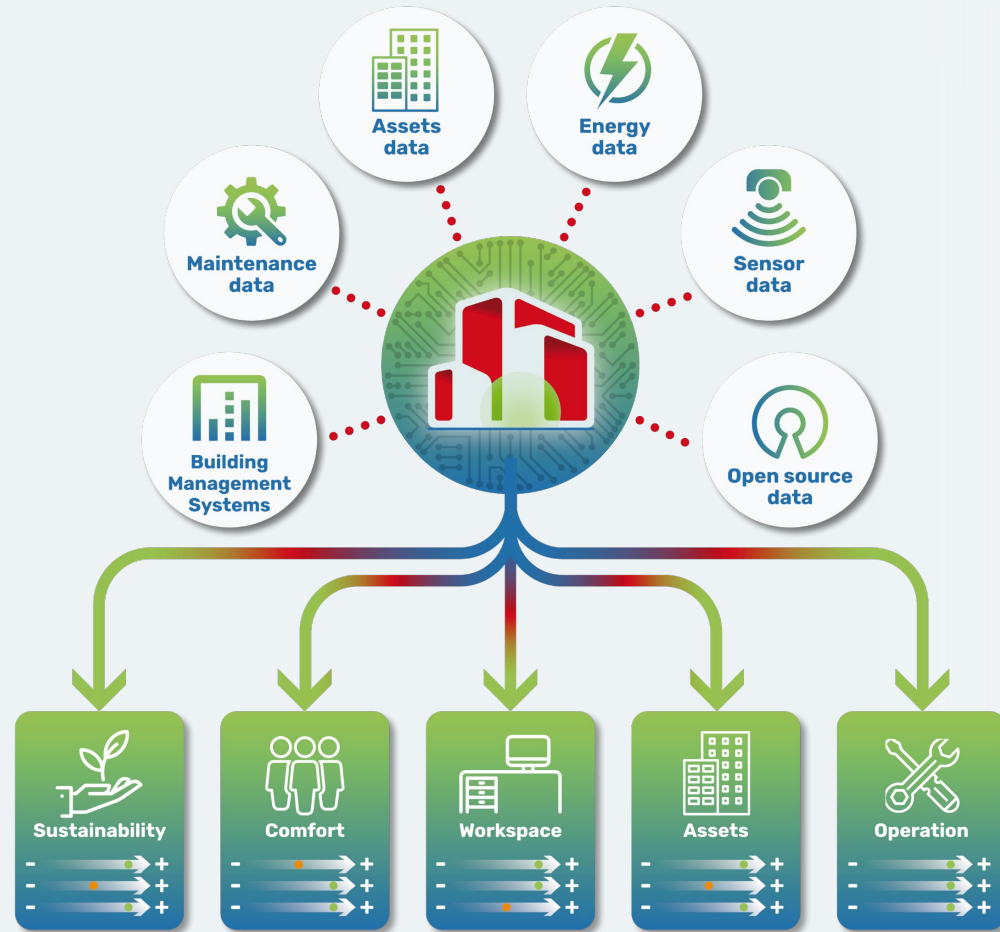 Assets
data
Energy
data
Maintenance
data
Sensor
data
Building
Management
Systems
Open source
data
Sustainability
- +
- +
- +
Comfort
- +
- +
- +
Workspace
- +
- +
- +
Assets
- +
- +
- +
Operation
- +
- +
- +